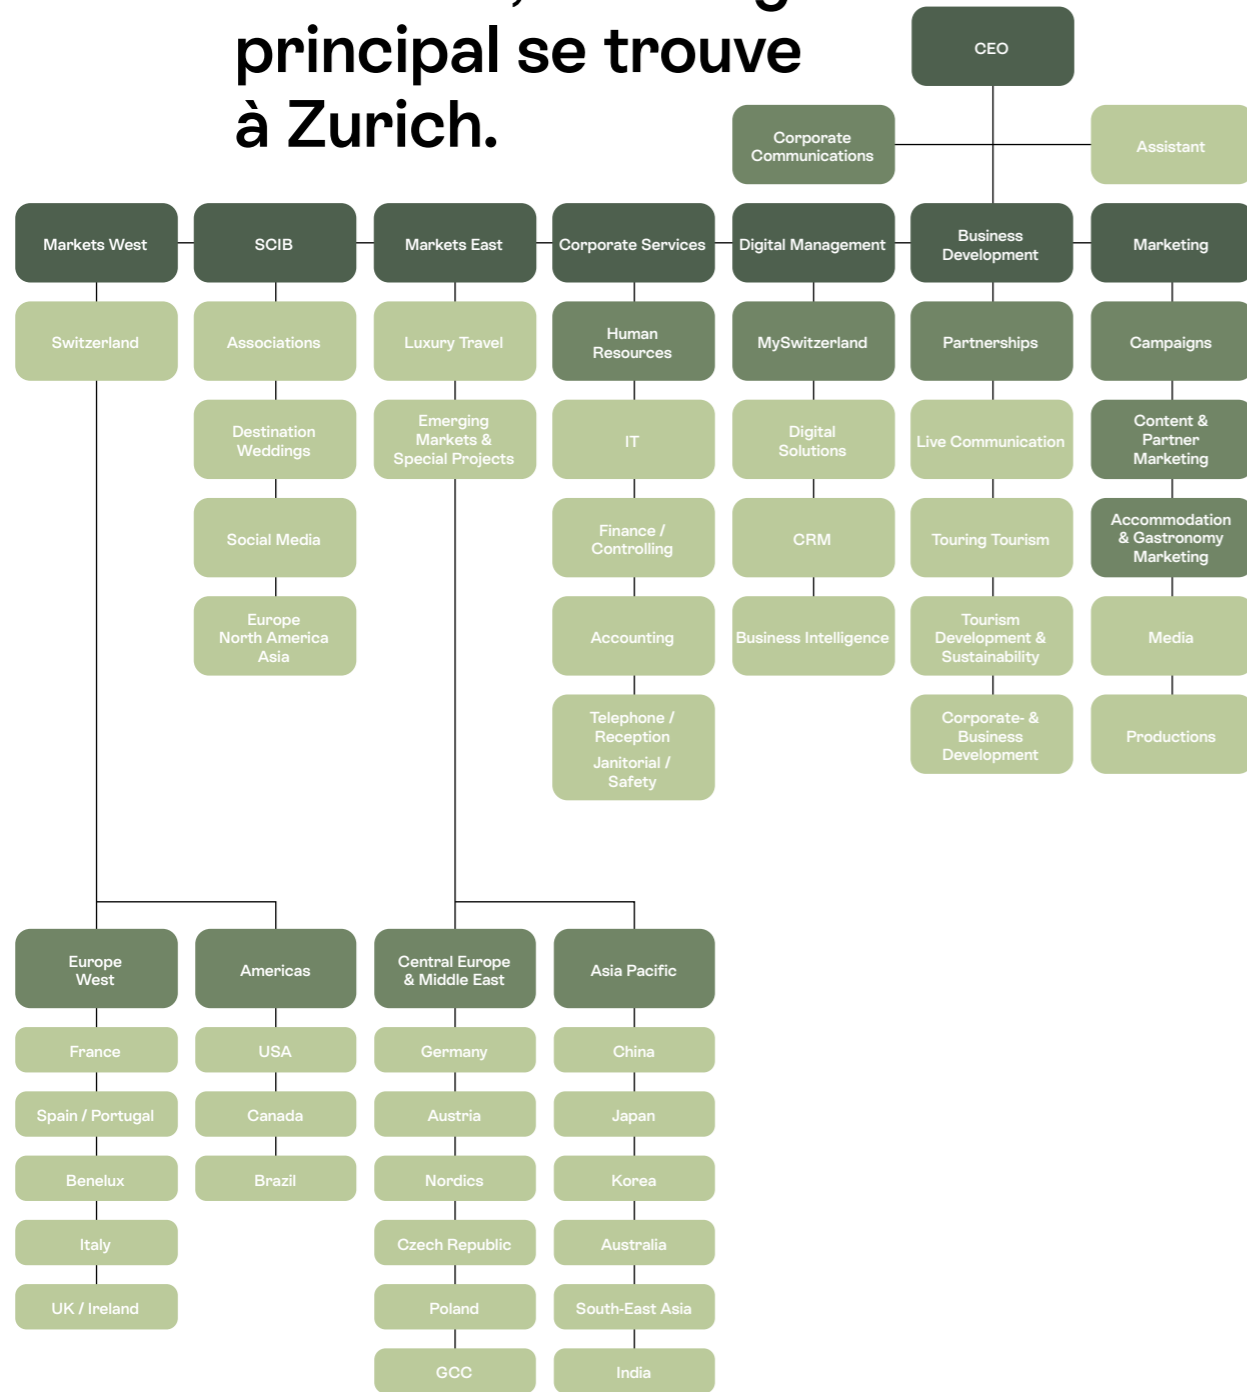 principal se trouve
à Zurich.
CEO
Corporate
Communications
Assistant
Markets West
SCIB
Markets East
Corporate Services
Digital Management
Business
Development
Marketing
Switzerland
Associations
Luxury Travel
Human
Resources
MySwitzerland
Partnerships
Campaigns
Destination
Weddings
Emerging
Markets &
Special Projects
IT
Digital
Solutions
Live Communication
Content &
Partner
Marketing
Social Media
Finance /
Controlling
CRM
Touring Tourism
Accommodation
& Gastronomy
Marketing
Europe
North America
Asia
Accounting
Business Intelligence
Tourism
Development &
Sustainability
Media
Telephone /
Reception
Janitorial /
Safety
Corporate- &
Business
Development
Productions
Europe
West
Americas
Central Europe
& Middle East
Asia Pacific
France
USA
Germany
China
Spain / Portugal
Canada
Austria
Japan
Benelux
Brazil
Nordics
Korea
Italy
Czech Republic
Australia
UK / Ireland
Poland
South-East Asia
GCC
India